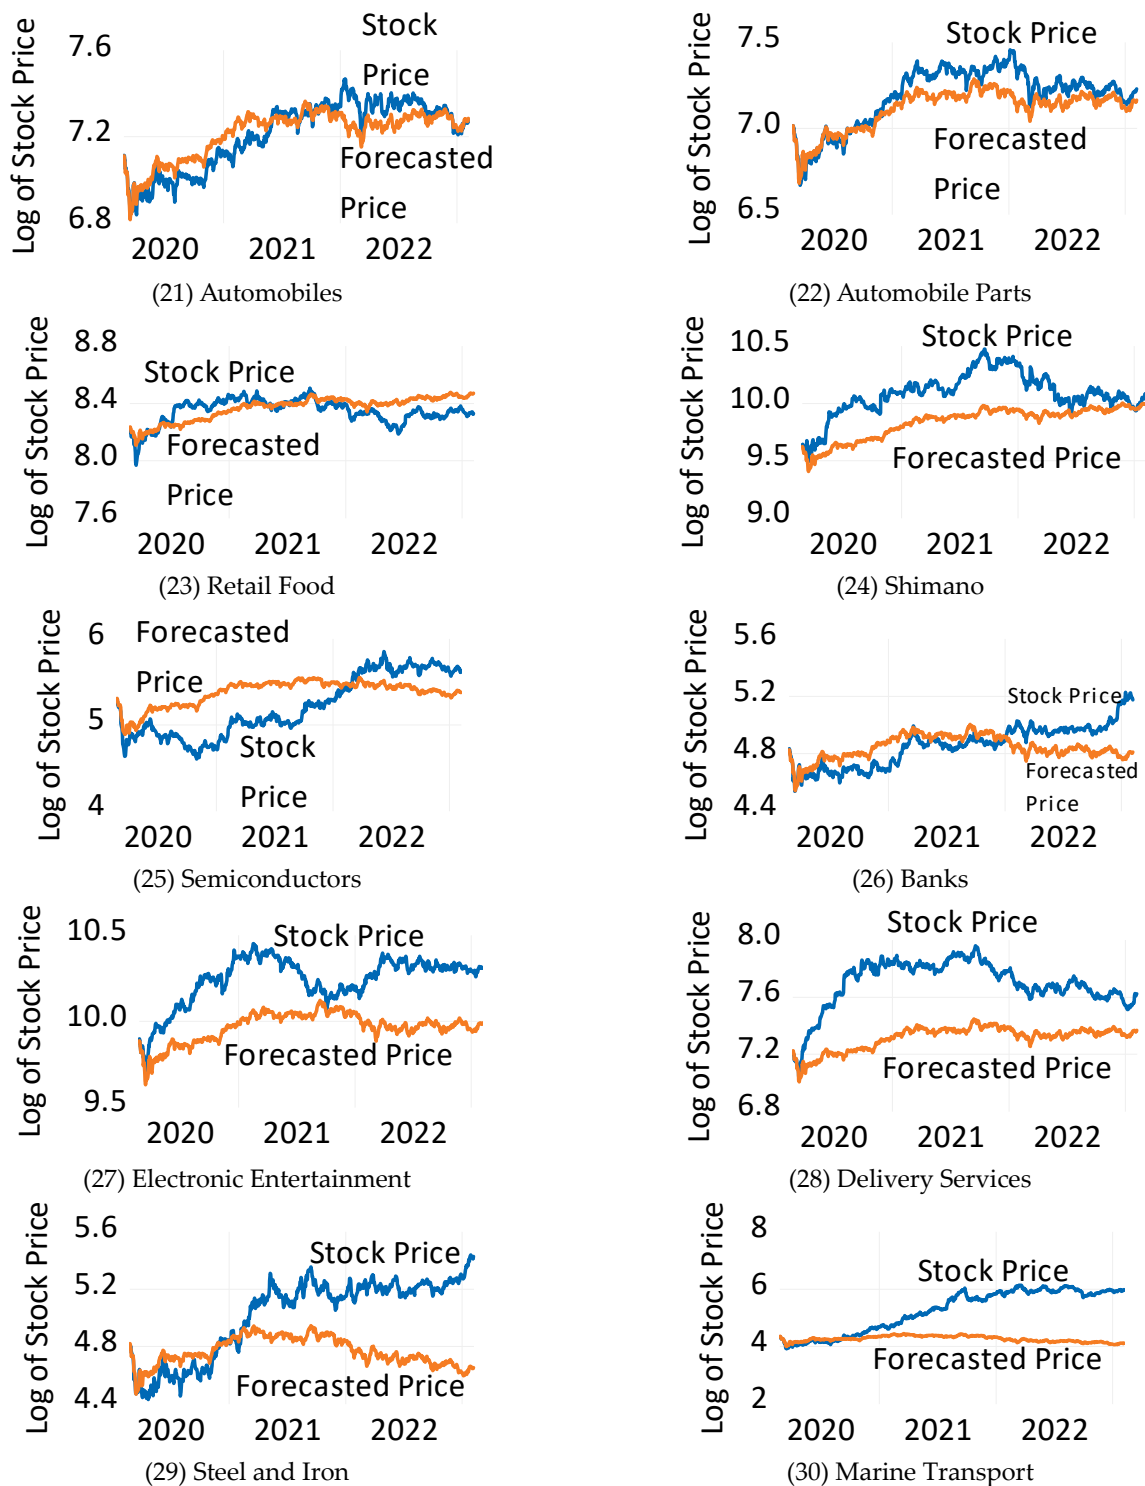 Log of Stock Price
7.6
7.2
6.8
Stock
Price
Forecasted
Price
2020 2021 2022
(21) Automobiles
Log of Stock Price
7.5
7.0
6.5
Stock Price
Forecasted
Price
2020 2021 2022
(22) Automobile Parts
Log of Stock Price
8.8
8.4
8.0
7.6
Stock Price
Forecasted
Price
2020 2021 2022
(23) Retail Food
Log of Stock Price
10.5
10.0
9.5
9.0
Stock Price
Forecasted Price
2020 2021 2022
(24) Shimano
Log of Stock Price
6
5
4
Forecasted
Price
Stock
Price
2020 2021 2022
(25) Semiconductors
Log of Stock Price
5.6
5.2
4.8
4.4
Stock Price
Forecasted
Price
2020 2021 2022
(26) Banks
Log of Stock Price
10.5
10.0
9.5
Stock Price
Forecasted Price
2020 2021 2022
(27) Electronic Entertainment
Log of Stock Price
8.0
7.6
7.2
6.8
Stock Price
Forecasted Price
2020 2021 2022
(28) Delivery Services
Log of Stock Price
5.6
5.2
4.8
4.4
Stock Price
Forecasted Price
2020 2021 2022
(29) Steel and Iron
Log of Stock Price
8
6
4
2
Stock Price
Forecasted Price
2020 2021 2022
(30) Marine Transport